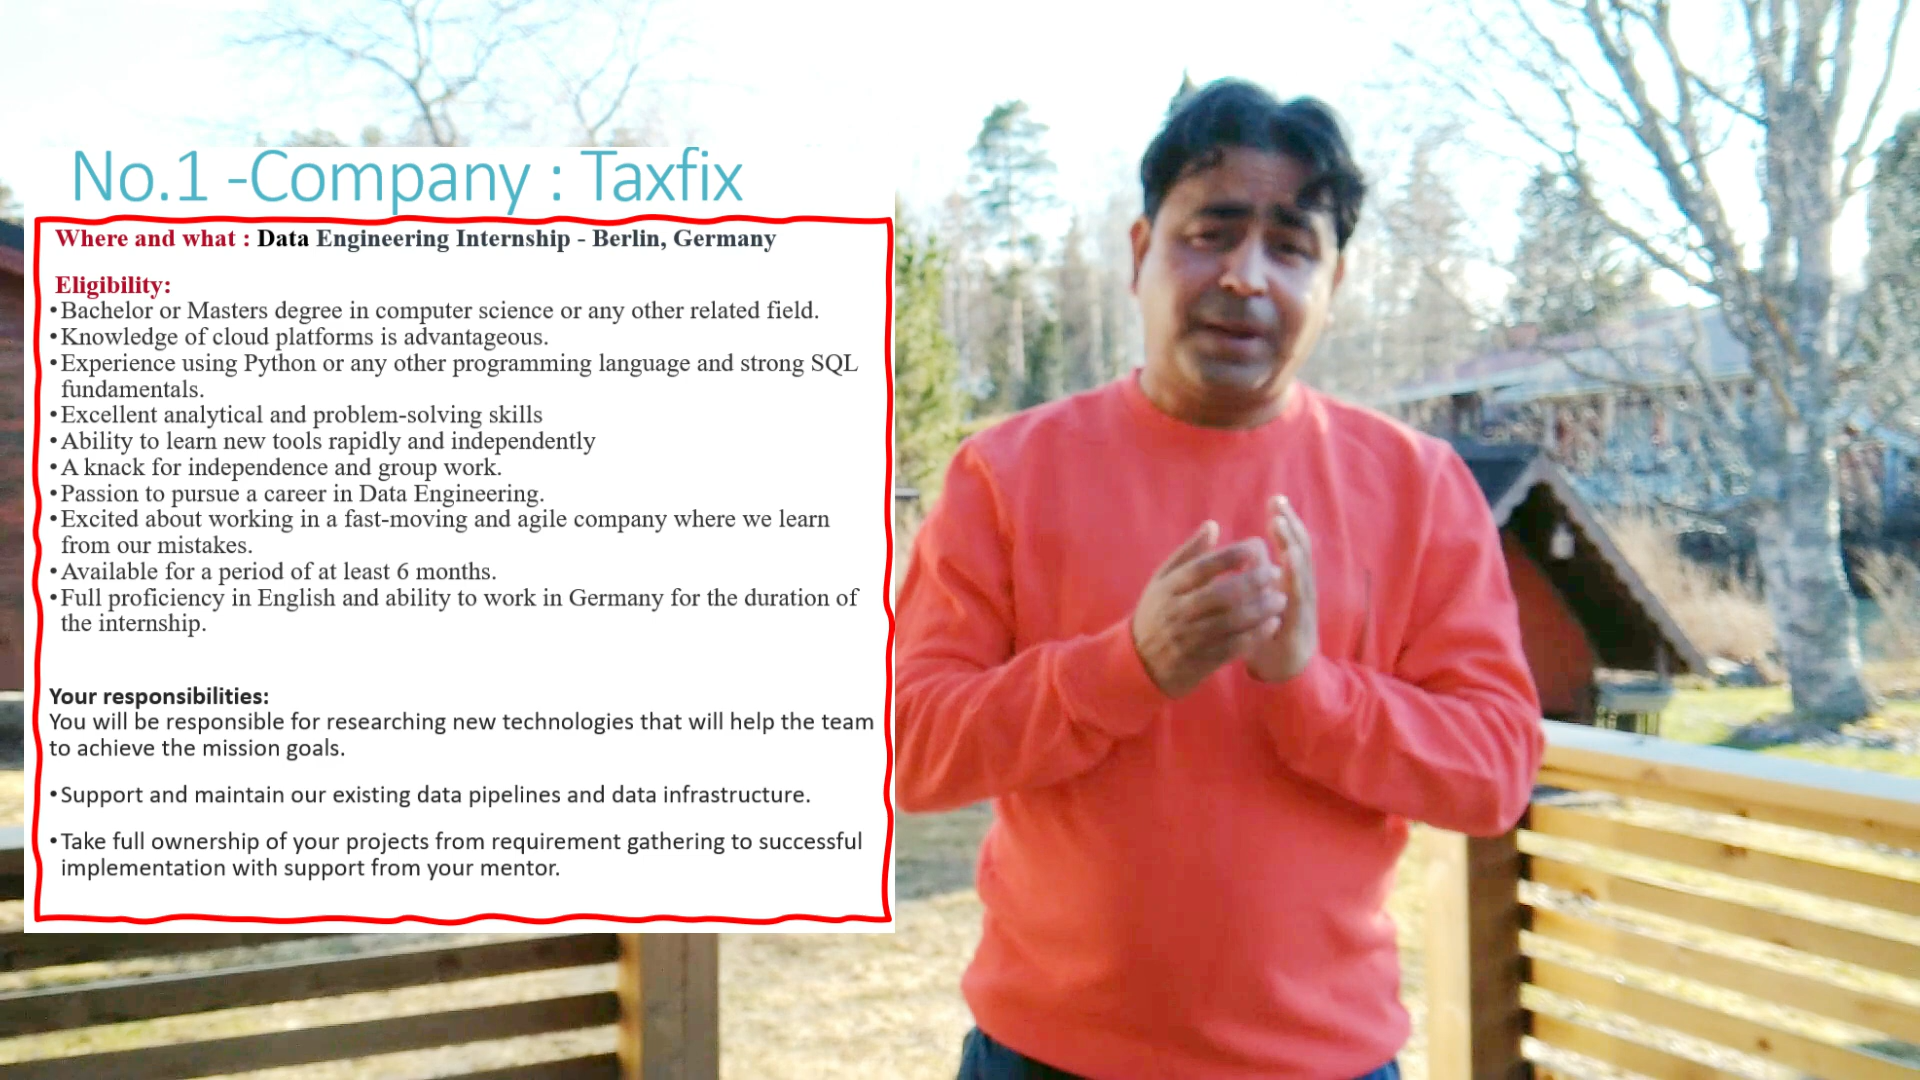 No.1 -Company : Taxfix
Where and what : Data Engineering Internship - Berlin, Germany
Eligibility:
•Bachelor or Masters degree in computer science or any other related field.
•Knowledge of cloud platforms is advantageous.
•Experience using Python or any other programming language and strong SQL
fundamentals.
•Excellent analytical and problem-solving skills
•Ability to learn new tools rapidly and independently
•A knack for independence and group work.
•Passion to pursue a career in Data Engineering.
•Excited about working in a fast-moving and agile company where we learn
from our mistakes.
•Available for a period of at least 6 months.
•Full proficiency in English and ability to work in Germany for the duration of
the internship.
Your responsibilities:
You will be responsible for researching new technologies that will help the team
to achieve the mission goals.
•Support and maintain our existing data pipelines and data infrastructure.
•Take full ownership of your projects from requirement gathering to successful
implementation with support from your mentor.